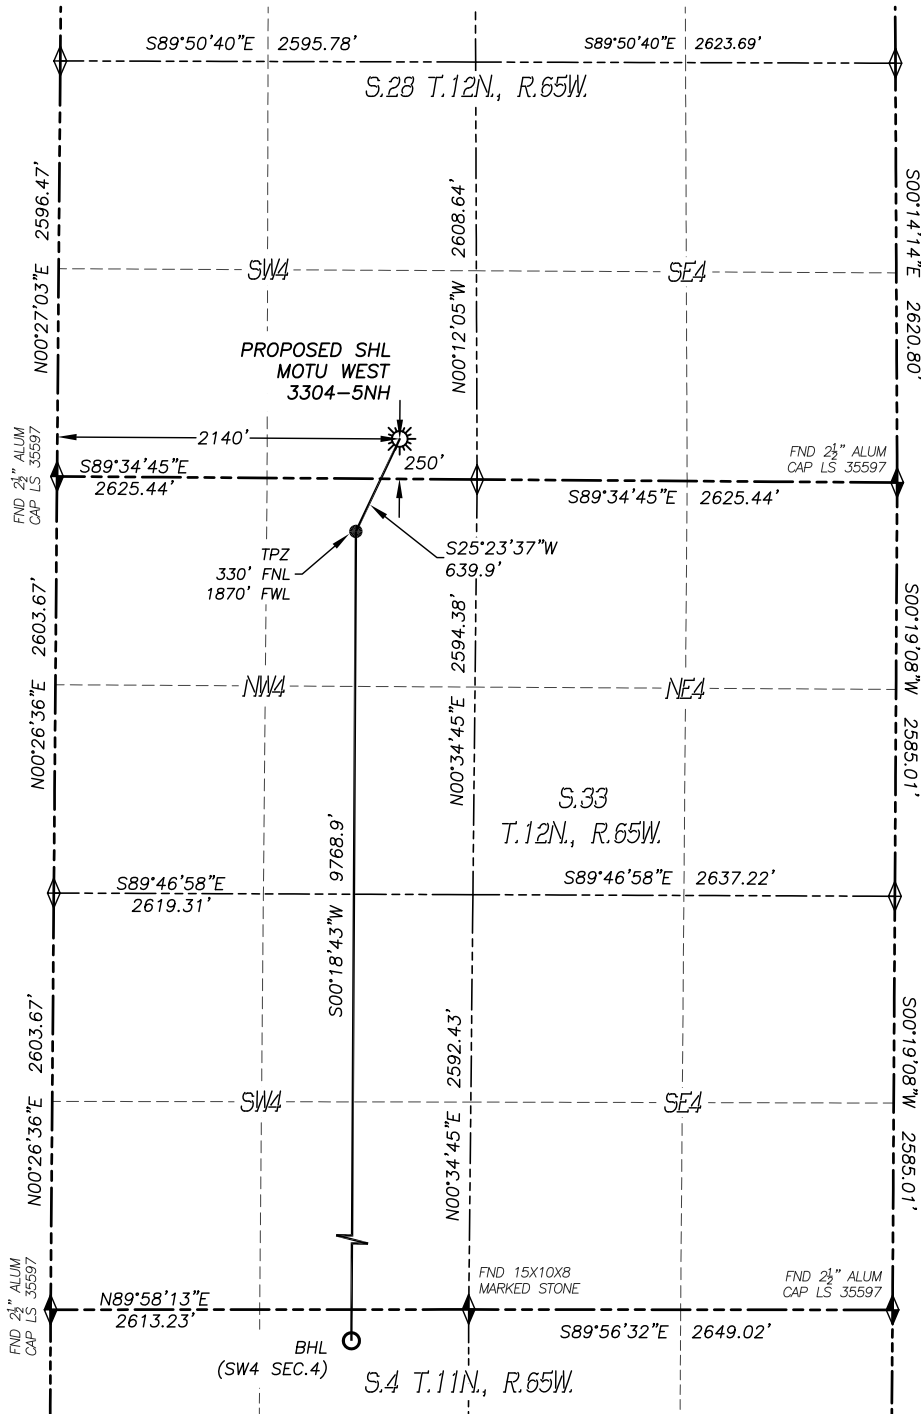 S89°50'40"E 2595.78'
S89°50'40"E 2623.69'
S.28 T.12N., R.65W.
N00°27'03"E 2596.47'
N00°12'05"W 2608.64'
S00°14'14"E 2620.80'
SW4
SE4
PROPOSED SHL
MOTU WEST
3304-5NH
2140'
250'
FND 2½" ALUM
CAP LS 35597
S89°34'45"E
2625.44'
FND 2½" ALUM
CAP LS 35597
S89°34'45"E 2625.44'
TPZ
330' FNL
1870' FWL
S25°23'37"W
639.9'
N00°26'36"E 2603.67'
N00°34'45"E 2594.38'
S00°19'08"W 2585.01'
NW4
NE4
S.33
T.12N., R.65W.
S00°18'43"W 9768.9'
S89°46'58"E
2619.31'
S89°46'58"E 2637.22'
N00°26'36"E 2603.67'
N00°34'45"E 2592.43'
S00°19'08"W 2585.01'
SW4
SE4
FND 2½" ALUM
CAP LS 35597
FND 15X10X8
MARKED STONE
FND 2½" ALUM
CAP LS 35597
N89°58'13"E
2613.23'
S89°56'32"E 2649.02'
BHL
(SW4 SEC.4)
S.4 T.11N., R.65W.